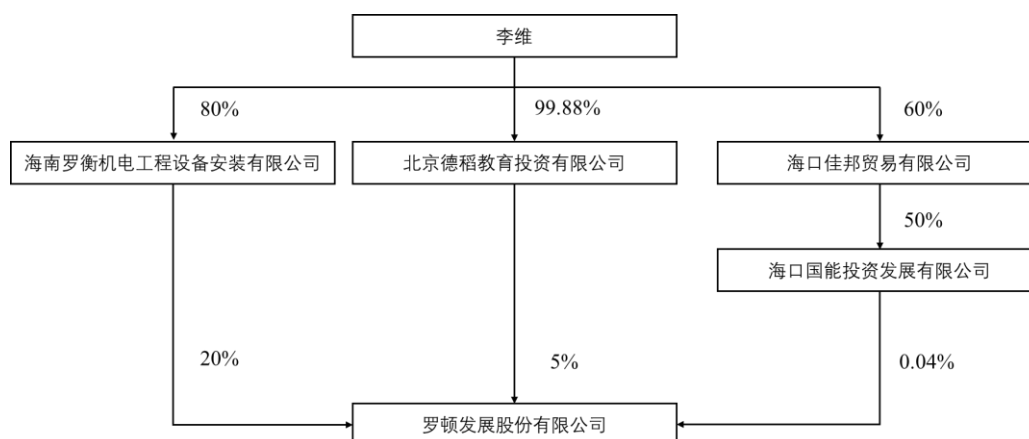 李维
80%
99.88%
60%
海南罗衡机电工程设备安装有限公司
北京德稻教育投资有限公司
海口佳邦贸易有限公司
50%
海口国能投资发展有限公司
20%
5%
0.04%
罗顿发展股份有限公司